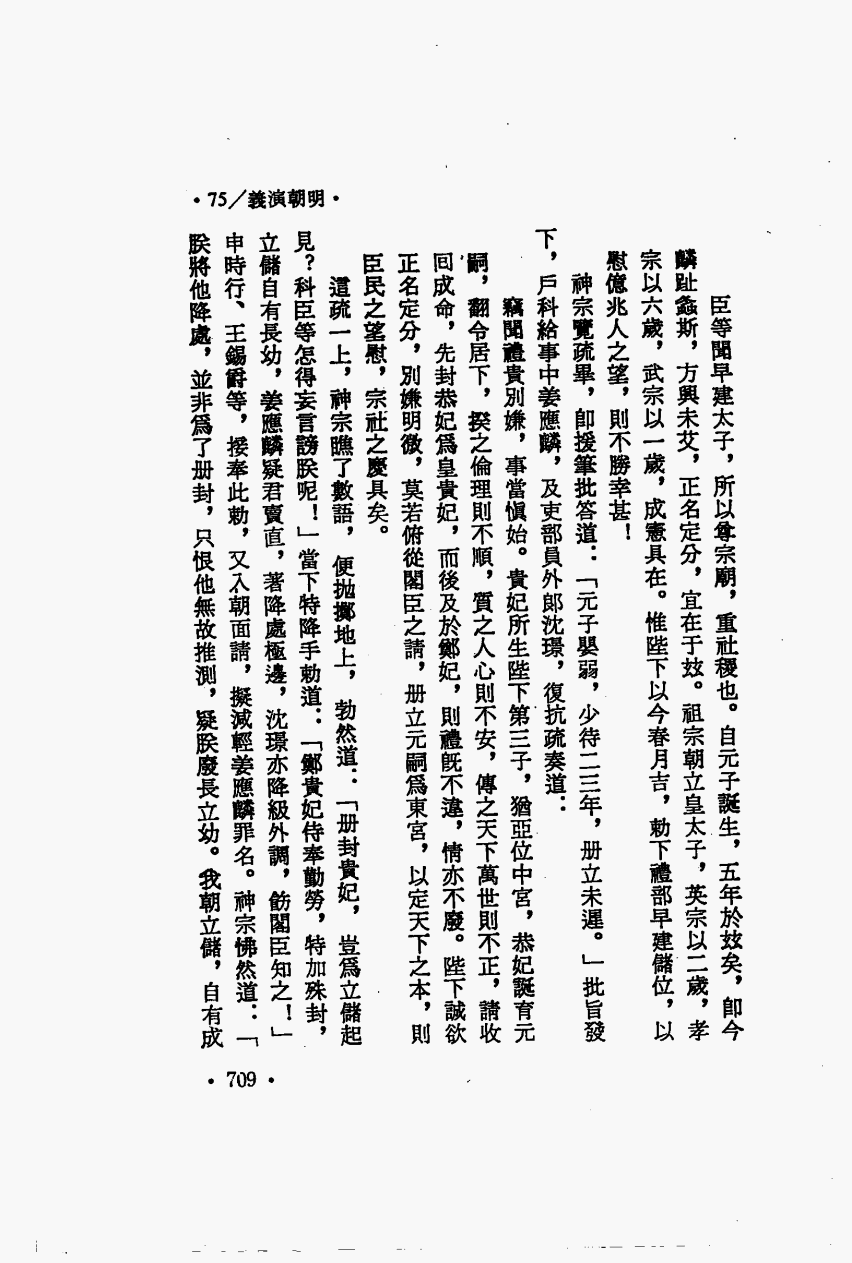 •75/義演朝明•
臣等聞早建太子，所以尊宗廟，重社稷也。自元子誕生，五年於玆矣，卽今
麟趾螽斯，方興未艾，正名定分，宜在于玆。祖宗朝立皇太子，英宗以二歲，孝
宗以六歲，武宗以一歲，成憲具在。惟陛下以今春月吉，勅下禮部早建儲位，以
慰億兆人之望，則不勝幸甚！
神宗覽疏畢，卽援筆批答道：「元子嬰弱，少待二三年，册立未遲。」批旨發
下，戶科給事中姜應麟，及吏部員外郎沈璟，復抗疏奏道：
竊聞禮貴別嫌，事當愼始。貴妃所生陛下第三子，猶亞位中宮，恭妃誕育元
嗣，翻令居下，揆之倫理則不順，質之人心則不安，傳之天下萬世則不正，請收
回成命，先封恭妃爲皇貴妃，而後及於鄭妃，則禮旣不違，情亦不廢。陛下誠欲
正名定分，別嫌明微，莫若俯從閣臣之請，册立元嗣爲東宮，以定天下之本，則
臣民之望慰，宗社之慶具矣。
這疏一上，神宗瞧了數語，便拋擲地上，勃然道：「册封貴妃，豈爲立儲起
見？科臣等怎得妄言謗朕呢！」當下特降手勅道：「鄭貴妃侍奉勤勞，特加殊封，
立儲自有長幼，姜應麟疑君賣直，著降處極邊，沈璟亦降級外調，飭閣臣知之！」
申時行、王錫爵等，接奉此勅，又入朝面請，擬減輕姜應麟罪名。神宗怫然道：「
朕將他降處，並非爲了册封，只恨他無故推測，疑朕廢長立幼。我朝立儲，自有成
•709•